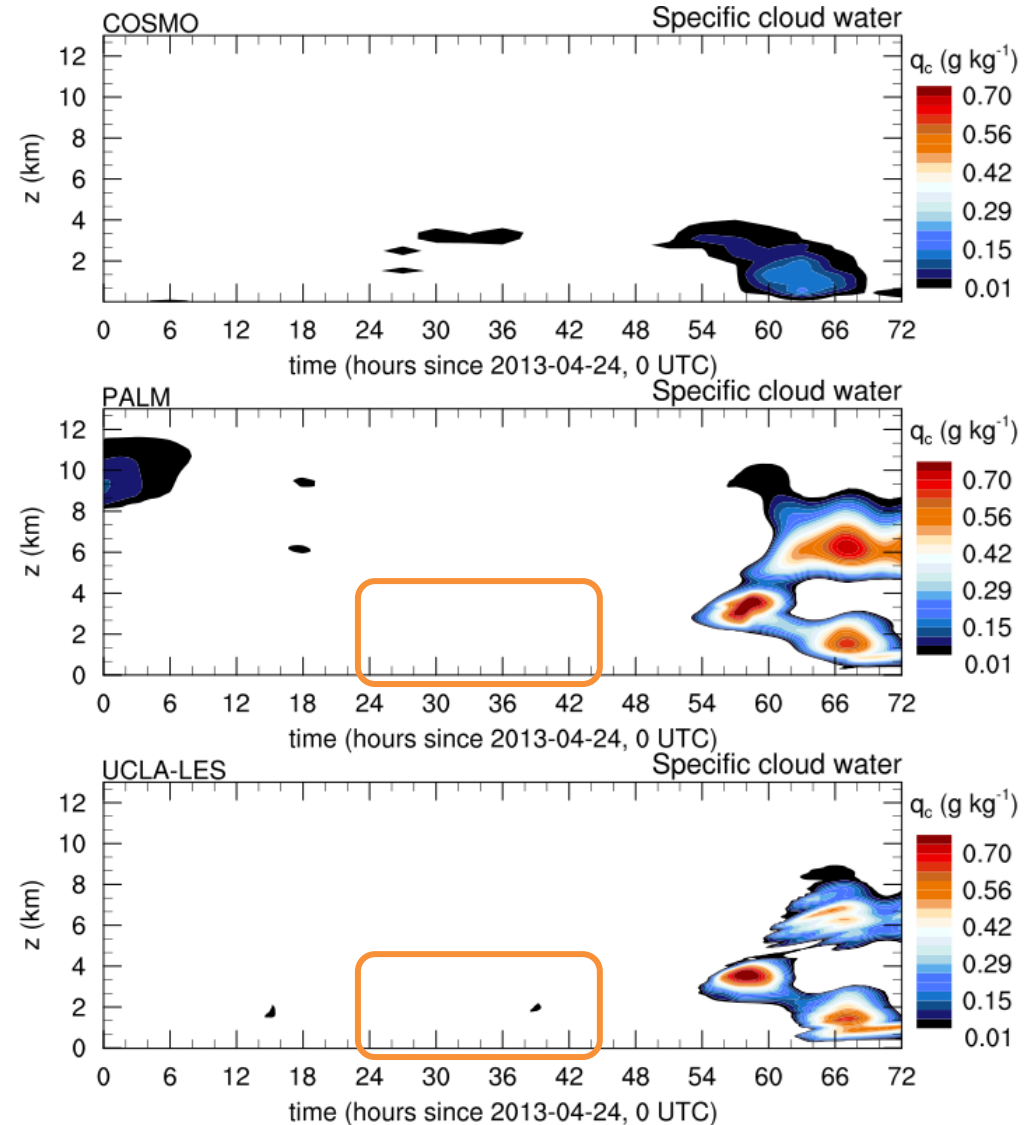 COSMO Specific cloud water
q_c (g kg^-1)
12
10
8
6
4
2
z (km)
0.70
0.56
0.42
0.29
0.15
0.01
0 6 12 18 24 30 36 42 48 54 60 66 72
time (hours since 2013-04-24, 0 UTC)
PALM Specific cloud water
q_c (g kg^-1)
12
10
8
6
4
2
0
z (km)
0.70
0.56
0.42
0.29
0.15
0.01
0 6 12 18 24 30 36 42 48 54 60 66 72
time (hours since 2013-04-24, 0 UTC)
UCLA-LES Specific cloud water
q_c (g kg^-1)
12
10
8
6
4
2
0
z (km)
0.70
0.56
0.42
0.29
0.15
0.01
0 6 12 18 24 30 36 42 48 54 60 66 72
time (hours since 2013-04-24, 0 UTC)